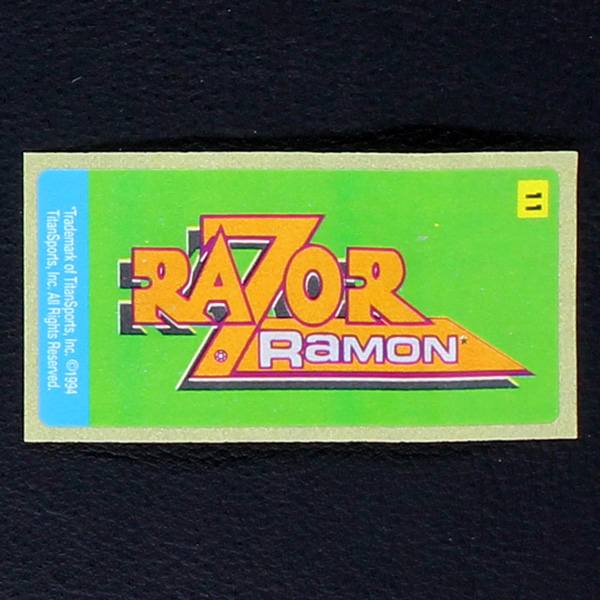 11
RAZOR
RAMON*
*Trademark of TitanSports, Inc. ©1994
TitanSports, Inc. All Rights Reserved.